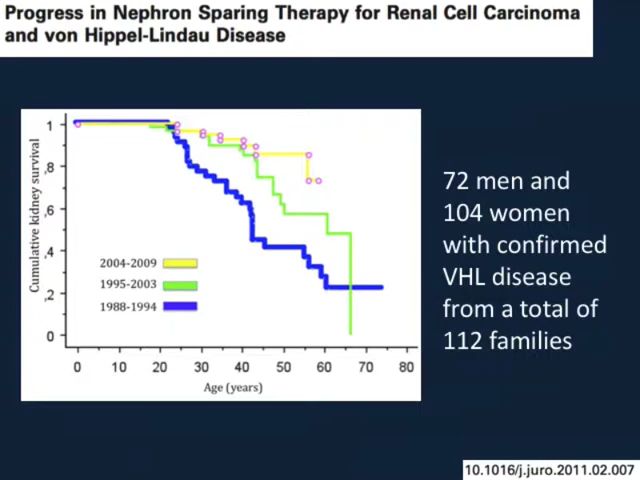 Progress in Nephron Sparing Therapy for Renal Cell Carcinoma
and von Hippel-Lindau Disease
Cumulative kidney survival
1
,8
,6
,4
,2
0
2004-2009
1995-2003
1988-1994
0 10 20 30 40 50 60 70 80
Age (years)
72 men and
104 women
with confirmed
VHL disease
from a total of
112 families
10.1016/j.juro.2011.02.007